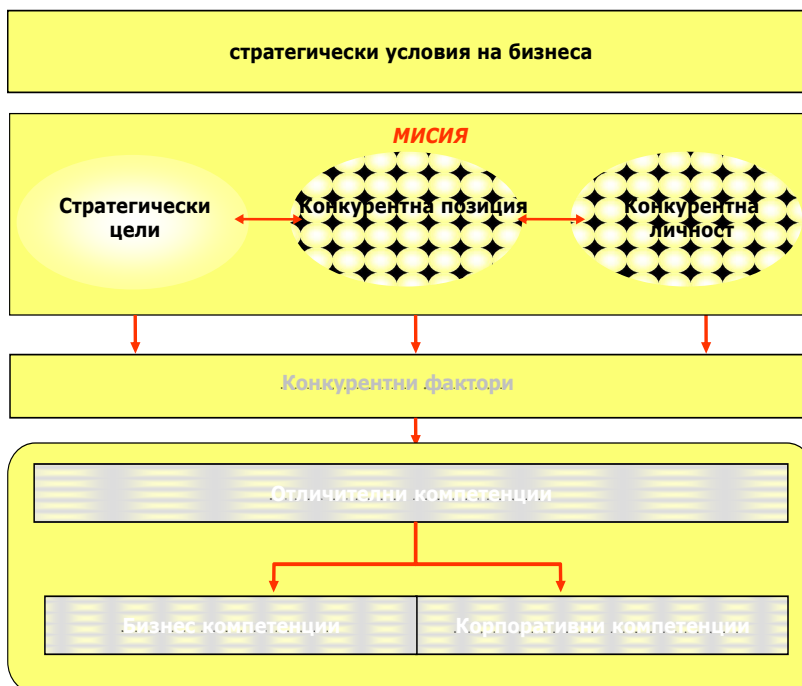 стратегически условия на бизнеса
МИСИЯ
Стратегически
цели
Конкурентна позиция
Конкурентна
личност
Конкурентни фактори
Отличителни компетенции
Бизнес компетенции
Корпоративни компетенции